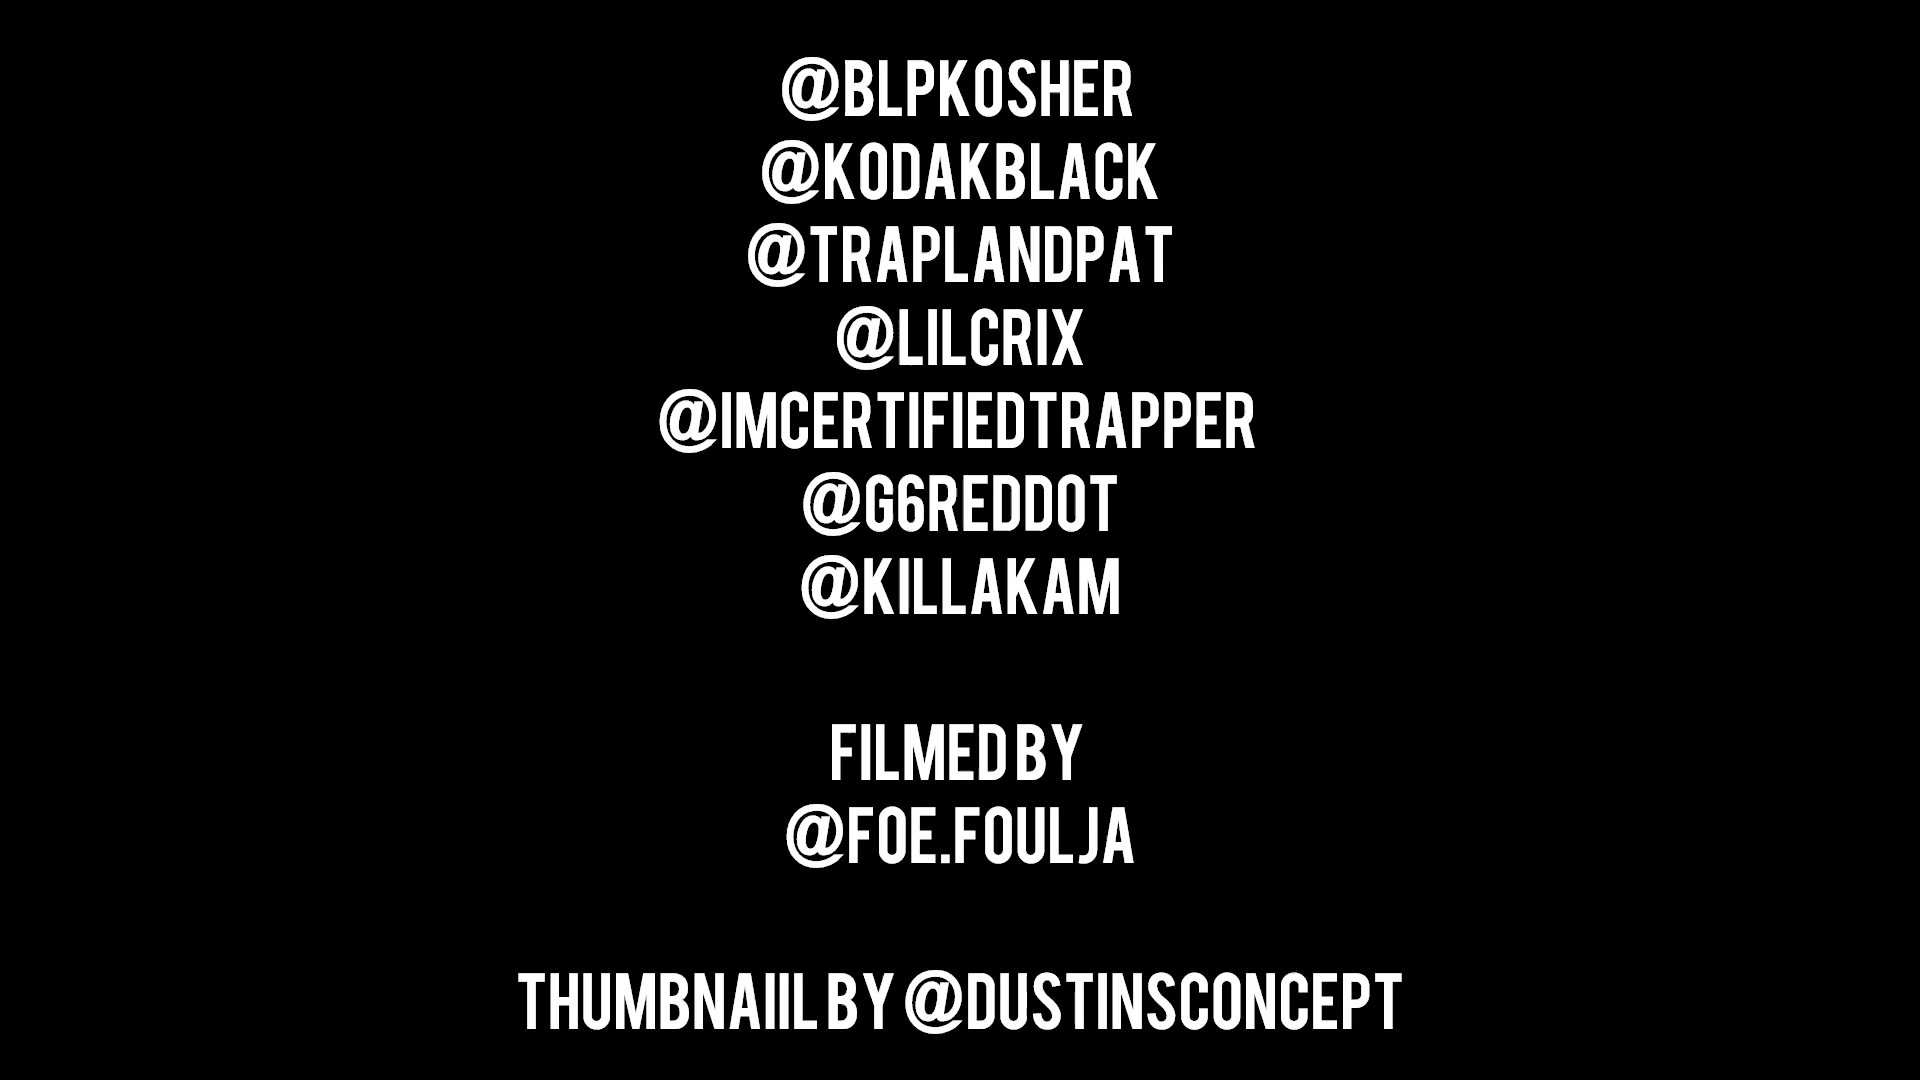 @BLPKOSHER
@KODAKBLACK
@TRAPLANDPAT
@LILCRIX
@IMCERTIFIEDTRAPPER
@G6REDDOT
@KILLAKAM
FILMED BY
@FOE.FOULJA
THUMBNAIIL BY @DUSTINSCONCEPT